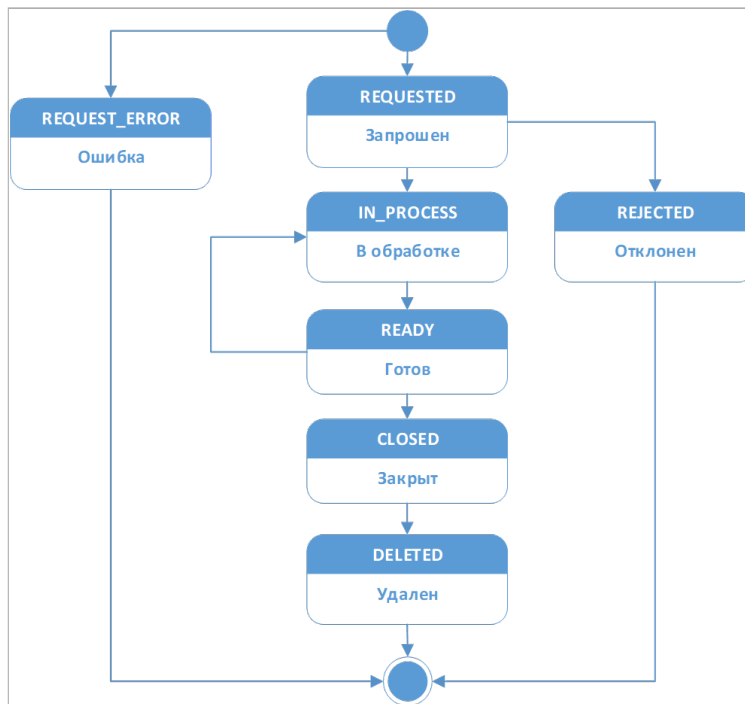 REQUESTED
Запрошен
REQUEST_ERROR
Ошибка
IN_PROCESS
В обработке
REJECTED
Отклонен
READY
Готов
CLOSED
Закрыт
DELETED
Удален